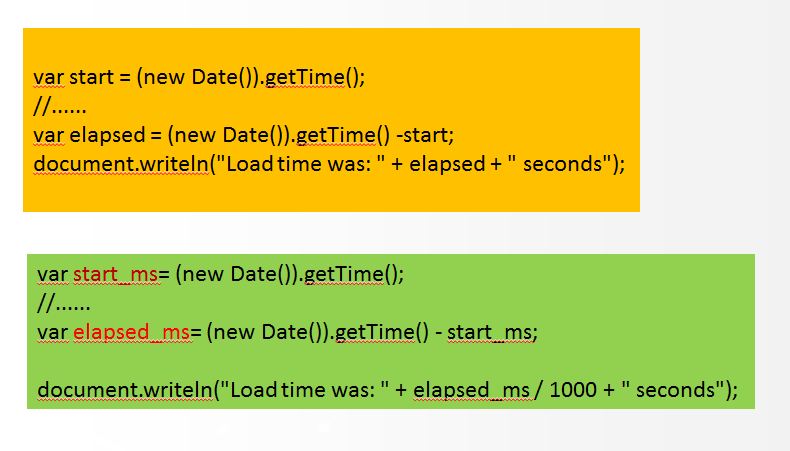 var start = (new Date()).getTime();
//......
var elapsed = (new Date()).getTime() -start;
document.writeln("Load time was: " + elapsed + " seconds");
var start_ms= (new Date()).getTime();
//......
var elapsed_ms= (new Date()).getTime() - start_ms;
document.writeln("Load time was: " + elapsed_ms / 1000 + " seconds");